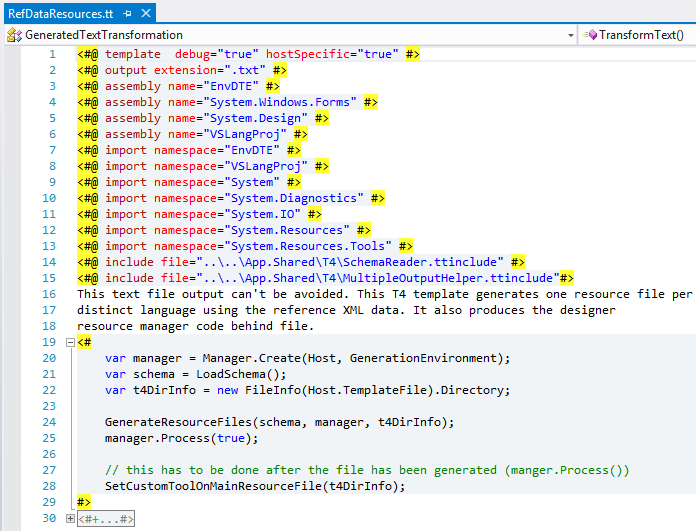 RefDataResources.tt
GeneratedTextTransformation TransformText()
1 <#@ template  debug="true" hostSpecific="true" #>
2 <#@ output extension=".txt" #>
3 <#@ assembly name="EnvDTE" #>
4 <#@ assembly name="System.Windows.Forms" #>
5 <#@ assembly name="System.Design" #>
6 <#@ assembly name="VSLangProj" #>
7 <#@ import namespace="EnvDTE" #>
8 <#@ import namespace="VSLangProj" #>
9 <#@ import namespace="System" #>
10 <#@ import namespace="System.Diagnostics" #>
11 <#@ import namespace="System.IO" #>
12 <#@ import namespace="System.Resources" #>
13 <#@ import namespace="System.Resources.Tools" #>
14 <#@ include file="..\..\App.Shared\T4\SchemaReader.ttinclude" #>
15 <#@ include file="..\..\App.Shared\T4\MultipleOutputHelper.ttinclude"#>
16 This text file output can't be avoided. This T4 template generates one resource file per
17 distinct language using the reference XML data. It also produces the designer
18 resource manager code behind file.
19 <#
20 var manager = Manager.Create(Host, GenerationEnvironment);
21 var schema = LoadSchema();
22 var t4DirInfo = new FileInfo(Host.TemplateFile).Directory;
23
24 GenerateResourceFiles(schema, manager, t4DirInfo);
25 manager.Process(true);
26
27 // this has to be done after the file has been generated (manger.Process())
28 SetCustomToolOnMainResourceFile(t4DirInfo);
29 #>
30 <#+...#>